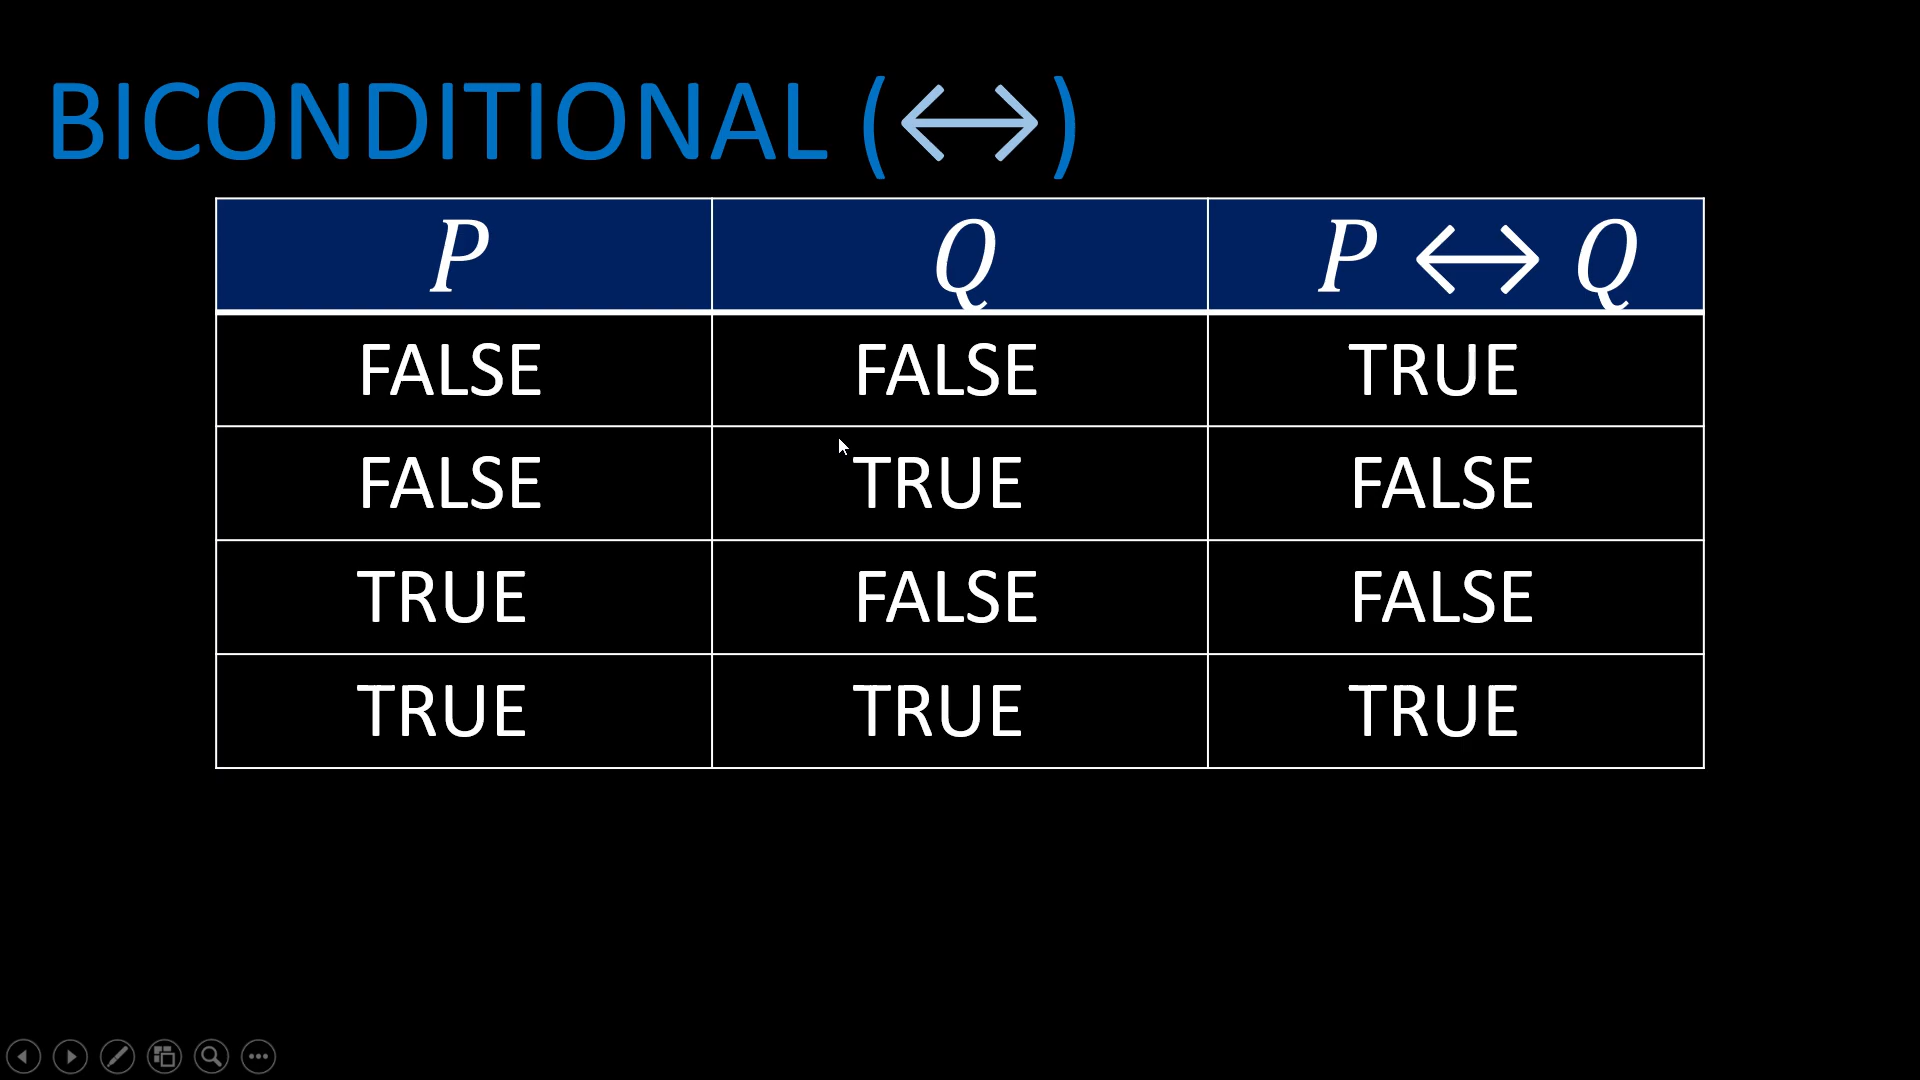 BICONDITIONAL (↔)
P Q P ↔ Q
FALSE FALSE TRUE
FALSE TRUE FALSE
TRUE FALSE FALSE
TRUE TRUE TRUE